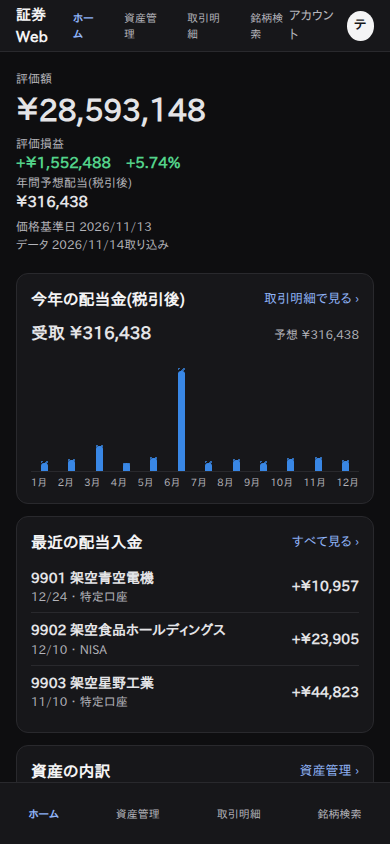 証券
Web
ホーム
資産管理
取引明細
銘柄検索
アカウント
テ
評価額
¥28,593,148
評価損益
+¥1,552,488 +5.74%
年間予想配当(税引後)
¥316,438
価格基準日 2026/11/13
データ 2026/11/14取り込み
今年の配当金(税引後) 取引明細で見る ›
受取 ¥316,438 予想 ¥316,438
1月 2月 3月 4月 5月 6月 7月 8月 9月 10月 11月 12月
最近の配当入金 すべて見る ›
9901 架空青空電機
12/24・特定口座
+¥10,957
9902 架空食品ホールディングス
12/10・NISA
+¥23,905
9903 架空星野工業
11/10・特定口座
+¥44,823
資産の内訳 資産管理 ›
ホーム 資産管理 取引明細 銘柄検索